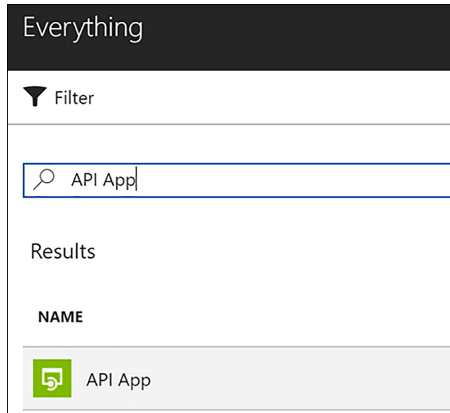 Everything
Filter
API App
Results
NAME
API App